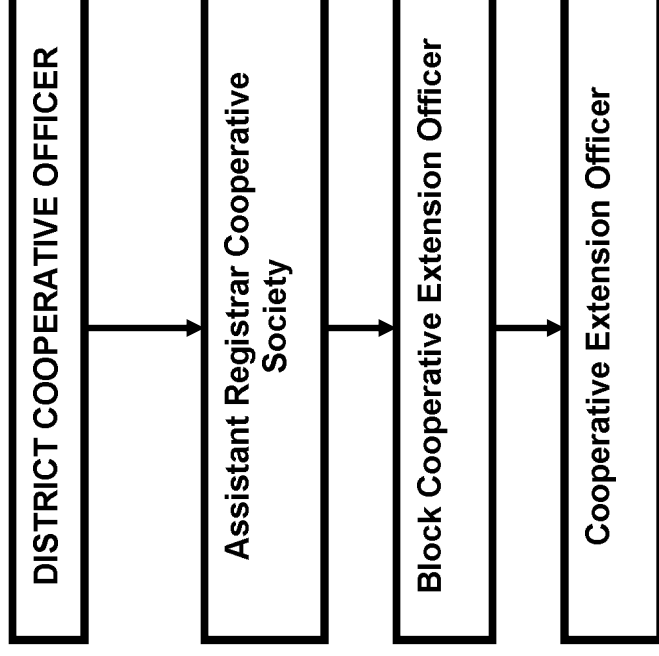 DISTRICT COOPERATIVE OFFICER
Assistant Registrar Cooperative
Society
Block Cooperative Extension Officer
Cooperative Extension Officer